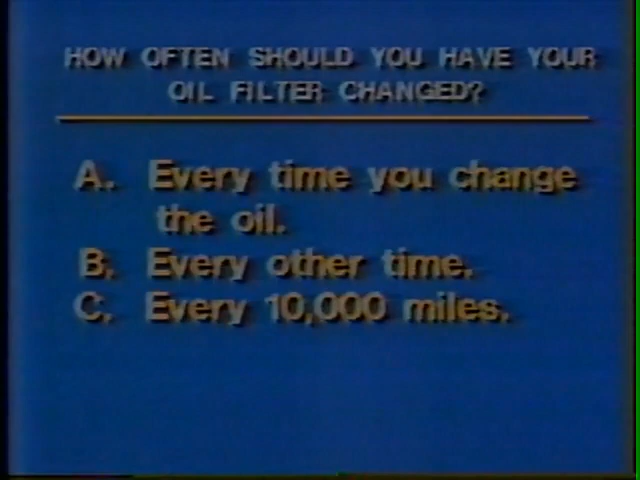 HOW OFTEN SHOULD YOU HAVE YOUR
OIL FILTER CHANGED?
A. Every time you change
the oil.
B. Every other time.
C. Every 10,000 miles.